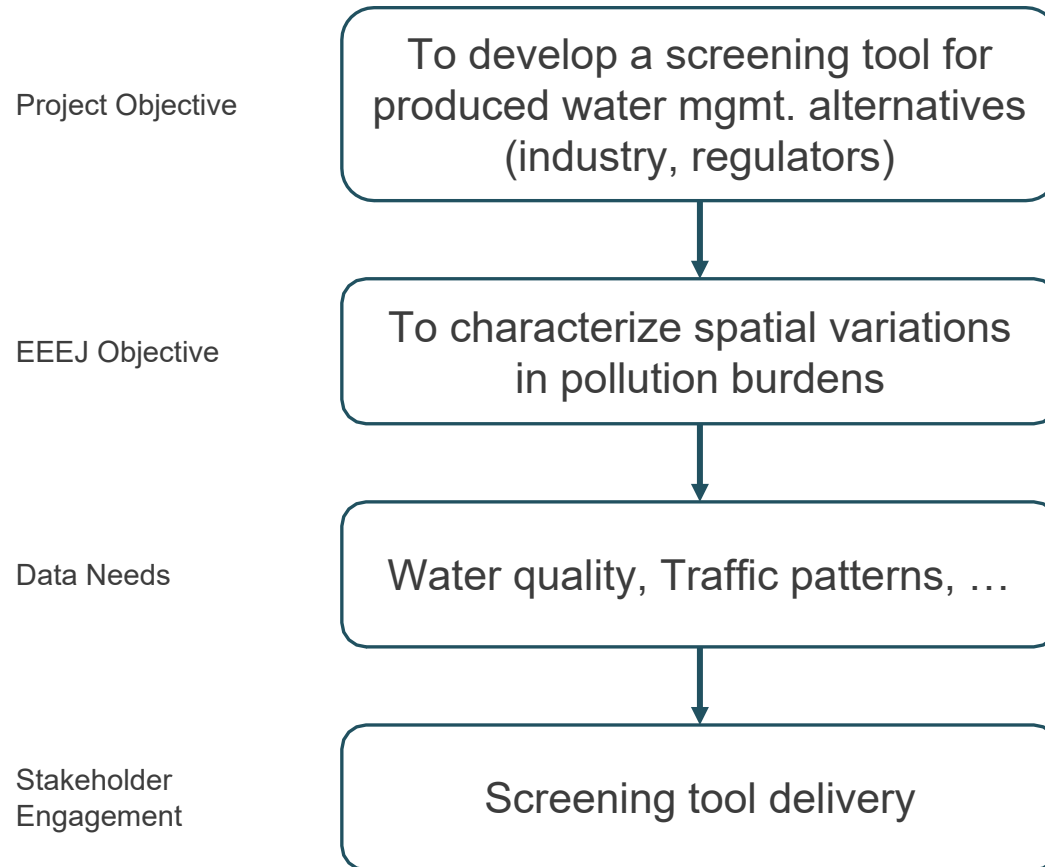 Project Objective
To develop a screening tool for
produced water mgmt. alternatives
(industry, regulators)
EEEJ Objective
To characterize spatial variations
in pollution burdens
Data Needs
Water quality, Traffic patterns, …
Stakeholder
Engagement
Screening tool delivery